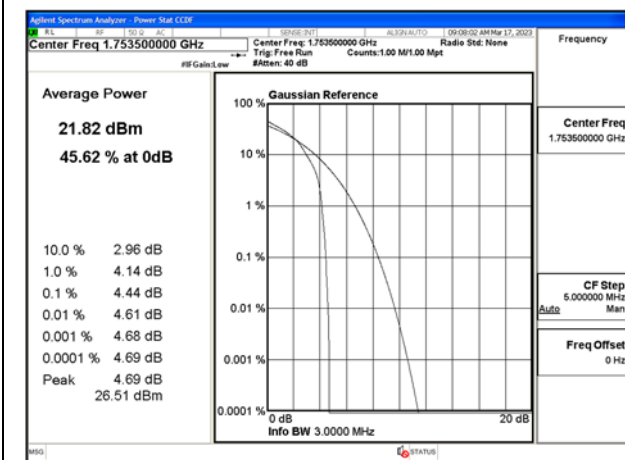 Agilent Spectrum Analyzer - Power Stat CCDF
RL RF 50 Ω AC SENSE:INT ALIGN AUTO 09:08:02 AM Mar 17, 2023
Center Freq 1.753500000 GHz
Center Freq: 1.753500000 GHz Radio Std: None
Trig: Free Run Counts:1.00 M/1.00 Mpt
#IFGain:Low #Atten: 40 dB
Frequency
Average Power
21.82 dBm
45.62 % at 0dB
10.0 % 2.96 dB
1.0 % 4.14 dB
0.1 % 4.44 dB
0.01 % 4.61 dB
0.001 % 4.68 dB
0.0001 % 4.69 dB
Peak 4.69 dB
26.51 dBm
Gaussian Reference
100 %
10 %
1 %
0.1 %
0.01 %
0.001 %
0.0001 %
0 dB 20 dB
Info BW 3.0000 MHz
Center Freq
1.753500000 GHz
CF Step
5.000000 MHz
Auto Man
Freq Offset
0 Hz
MSG STATUS